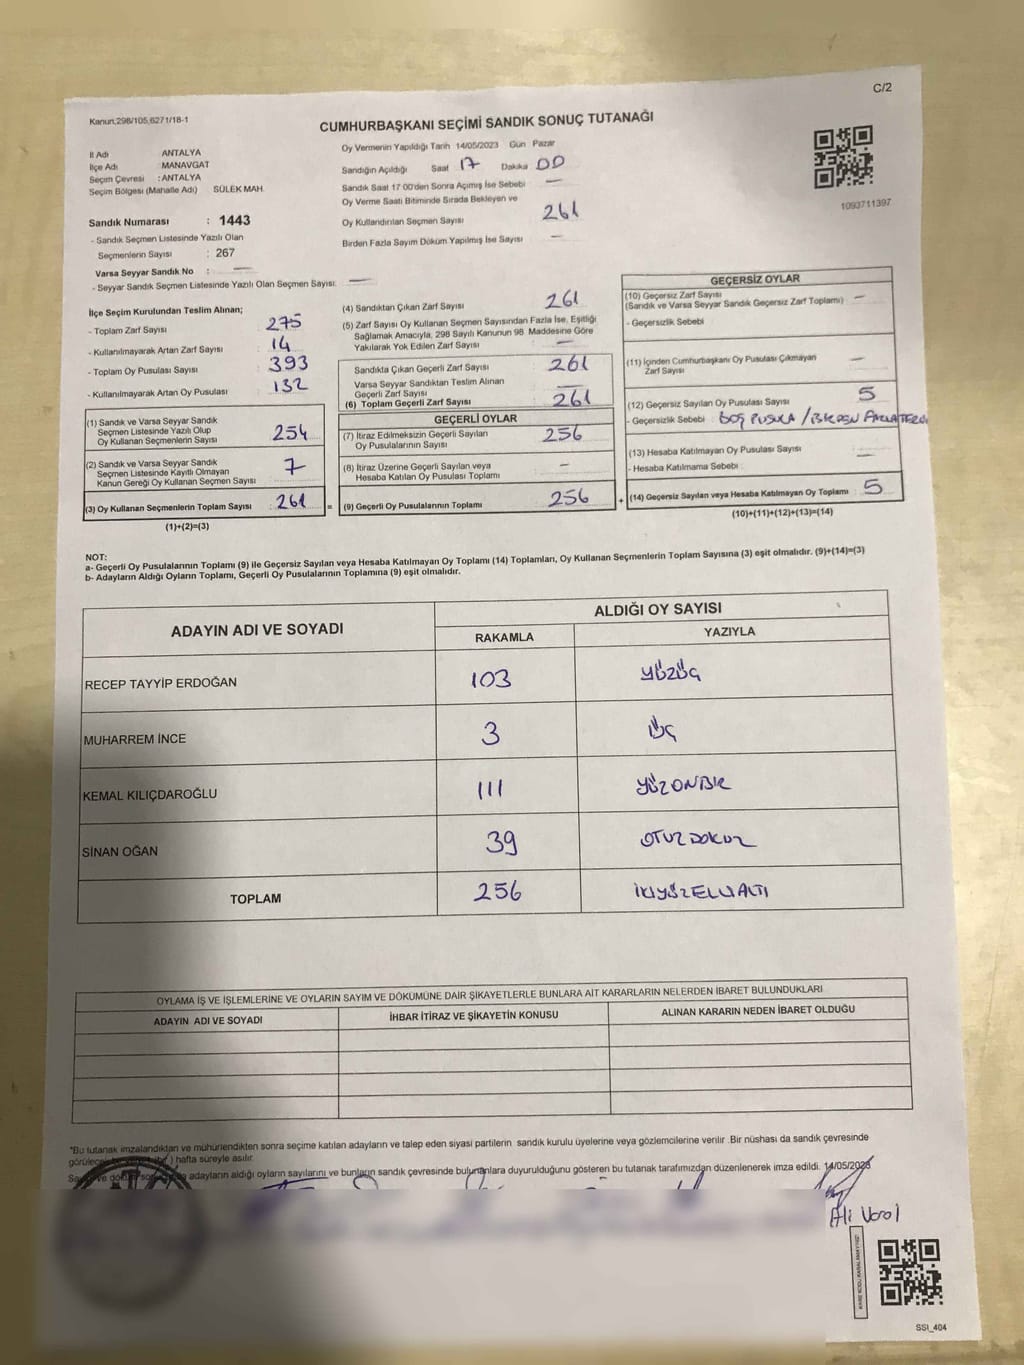 C/2
Kanun,298/105,6271/18-1
CUMHURBAŞKANI SEÇİMİ SANDIK SONUÇ TUTANAĞI
İl Adı ANTALYA
İlçe Adı MANAVGAT
Seçim Çevresi : ANTALYA
Seçim Bölgesi (Mahalle Adı) SÜLEK MAH.
Sandık Numarası : 1443
- Sandık Seçmen Listesinde Yazılı Olan
Seçmenlerin Sayısı : 267
Varsa Seyyar Sandık No : —
- Seyyar Sandık Seçmen Listesinde Yazılı Olan Seçmen Sayısı: —
Oy Vermenin Yapıldığı Tarih 14/05/2023 Gün Pazar
Sandığın Açıldığı Saat 17 Dakika 00
Sandık Saat 17 00'den Sonra Açımış İse Sebebi —
Oy Verme Saati Bitiminde Sırada Bekleyen ve
Oy Kullandırılan Seçmen Sayısı 261
Birden Fazla Sayım Döküm Yapılmış İse Sayısı —
1093711397
İlçe Seçim Kurulundan Teslim Alınan;
- Toplam Zarf Sayısı : 275
- Kullanılmayarak Artan Zarf Sayısı : 14
- Toplam Oy Pusulası Sayısı : 393
- Kullanılmayarak Artan Oy Pusulası : 132
(1) Sandık ve Varsa Seyyar Sandık
Seçmen Listesinde Yazılı Olup
Oy Kullanan Seçmenlerin Sayısı : 254
(2) Sandık ve Varsa Seyyar Sandık
Seçmen Listesinde Kayıtlı Olmayan
Kanun Gereği Oy Kullanan Seçmen Sayısı : 7
(3) Oy Kullanan Seçmenlerin Toplam Sayısı : 261 =
(1)+(2)=(3)
(4) Sandıktan Çıkan Zarf Sayısı 261
(5) Zarf Sayısı Oy Kullanan Seçmen Sayısından Fazla İse, Eşitliği
Sağlamak Amacıyla, 298 Sayılı Kanunun 98. Maddesine Göre
Yakılarak Yok Edilen Zarf Sayısı —
Sandıkta Çıkan Geçerli Zarf Sayısı 261
Varsa Seyyar Sandıktan Teslim Alınan
Geçerli Zarf Sayısı —
(6) Toplam Geçerli Zarf Sayısı 261
GEÇERLİ OYLAR
(7) İtiraz Edilmeksizin Geçerli Sayılan
Oy Pusulalarının Sayısı 256
(8) İtiraz Üzerine Geçerli Sayılan veya
Hesaba Katılan Oy Pusulası Toplamı —
(9) Geçerli Oy Pusulalarının Toplamı 256 +
GEÇERSİZ OYLAR
(10) Geçersiz Zarf Sayısı
(Sandık ve Varsa Seyyar Sandık Geçersiz Zarf Toplamı) —
- Geçersizlik Sebebi
(11) İçinden Cumhurbaşkanı Oy Pusulası Çıkmayan
Zarf Sayısı —
(12) Geçersiz Sayılan Oy Pusulası Sayısı 5
- Geçersizlik Sebebi : BOŞ PUSULA /
(13) Hesaba Katılmayan Oy Pusulası Sayısı —
- Hesaba Katılmama Sebebi
(14) Geçersiz Sayılan veya Hesaba Katılmayan Oy Toplamı : 5
(10)+(11)+(12)+(13)=(14)
NOT:
a- Geçerli Oy Pusulalarının Toplamı (9) ile Geçersiz Sayılan veya Hesaba Katılmayan Oy Toplamı (14) Toplamları, Oy Kullanan Seçmenlerin Toplam Sayısına (3) eşit olmalıdır. (9)+(14)=(3)
b- Adayların Aldığı Oyların Toplamı, Geçerli Oy Pusulalarının Toplamına (9) eşit olmalıdır.
ADAYIN ADI VE SOYADI ALDIĞI OY SAYISI
RAKAMLA YAZIYLA
RECEP TAYYİP ERDOĞAN 103 YÜZÜÇ
MUHARREM İNCE 3 ÜÇ
KEMAL KILIÇDAROĞLU 111 YÜZONBİR
SİNAN OĞAN 39 OTUZDOKUZ
TOPLAM 256 İKİYÜZELLİALTI
OYLAMA İŞ VE İŞLEMLERİNE VE OYLARIN SAYIM VE DÖKÜMÜNE DAİR ŞİKAYETLERLE BUNLARA AİT KARARLARIN NELERDEN İBARET BULUNDUKLARI
ADAYIN ADI VE SOYADI İHBAR İTİRAZ VE ŞİKAYETİN KONUSU ALINAN KARARIN NEDEN İBARET OLDUĞU
"Bu tutanak imzalandıktan ve mühürlendikten sonra seçime katılan adayların ve talep eden siyasi partilerin sandık kurulu üyelerine veya gözlemcilerine verilir. Bir nüshası da sandık çevresinde
) hafta süreyle asılır.
adayların aldığı oyların sayılarını ve bunların sandık çevresinde bulunanlara duyurulduğunu gösteren bu tutanak tarafımızdan düzenlenerek imza edildi. 14/05/2023
Ali Varol
SSI_404